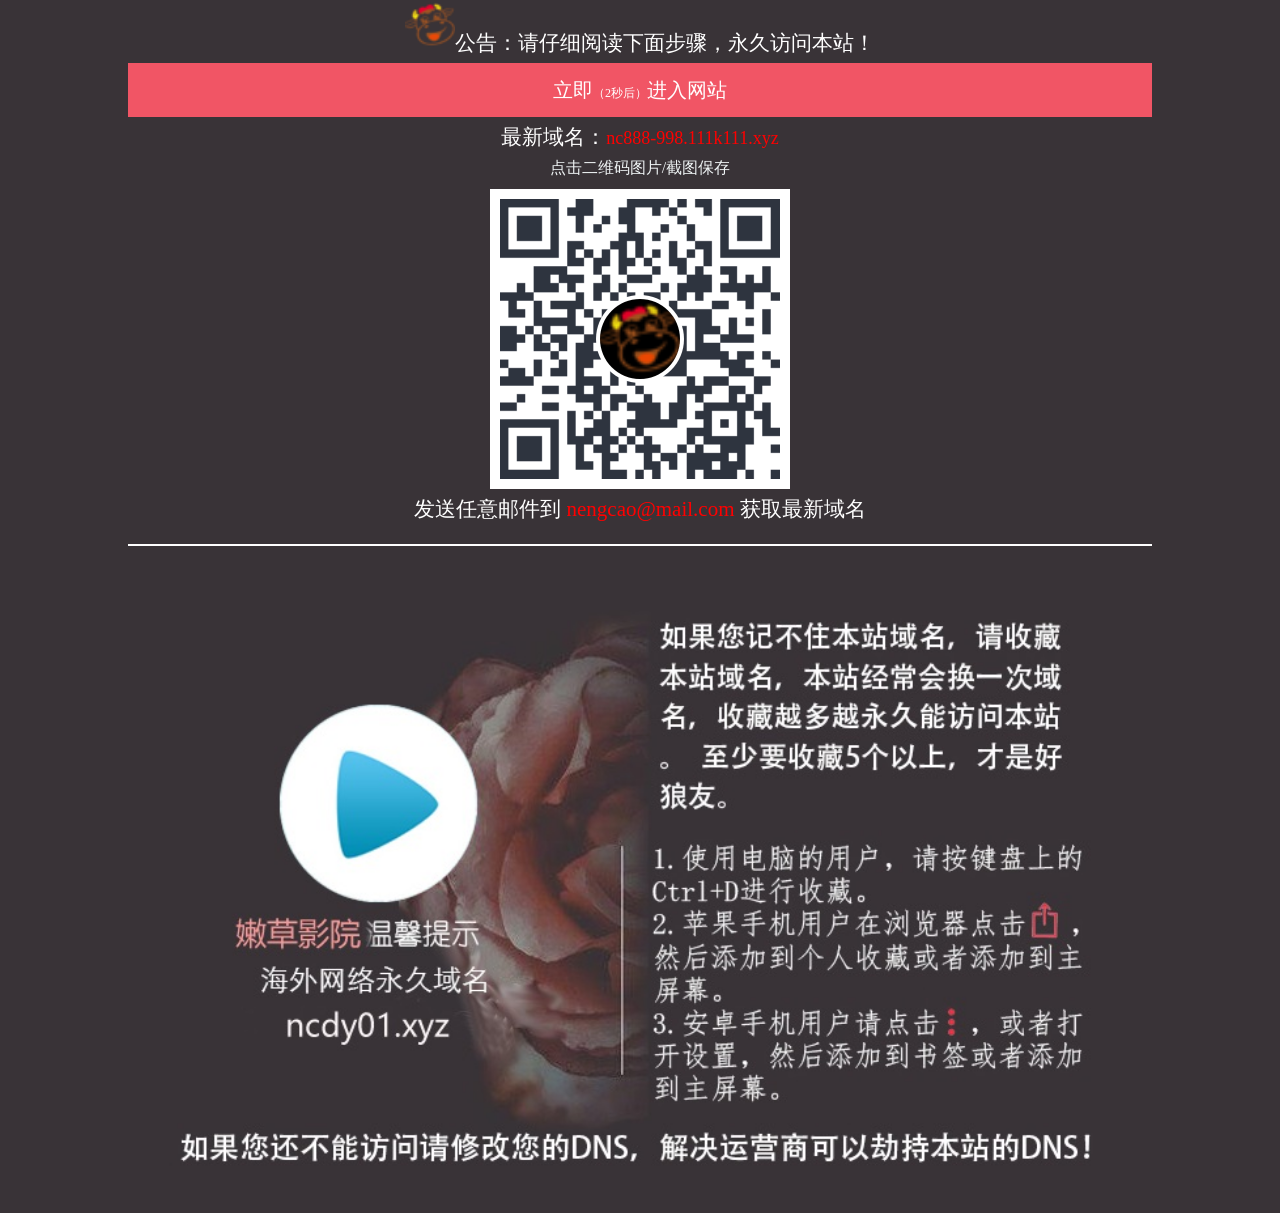 公告：请仔细阅读下面步骤，永久访问本站！
立即（2秒后）进入网站
最新域名：nc888-998.111k111.xyz
点击二维码图片/截图保存
发送任意邮件到 nengcao@mail.com 获取最新域名
如果您记不住本站域名，请收藏
本站域名，本站经常会换一次域
名，收藏越多越永久能访问本站
。 至少要收藏5个以上，才是好
狼友。
嫩草影院 温馨提示
海外网络永久域名
ncdy01.xyz
1.使用电脑的用户，请按键盘上的
Ctrl+D进行收藏。
2.苹果手机用户在浏览器点击，
然后添加到个人收藏或者添加到主
屏幕。
3.安卓手机用户请点击，或者打
开设置，然后添加到书签或者添加
到主屏幕。
如果您还不能访问请修改您的DNS，解决运营商可以劫持本站的DNS！